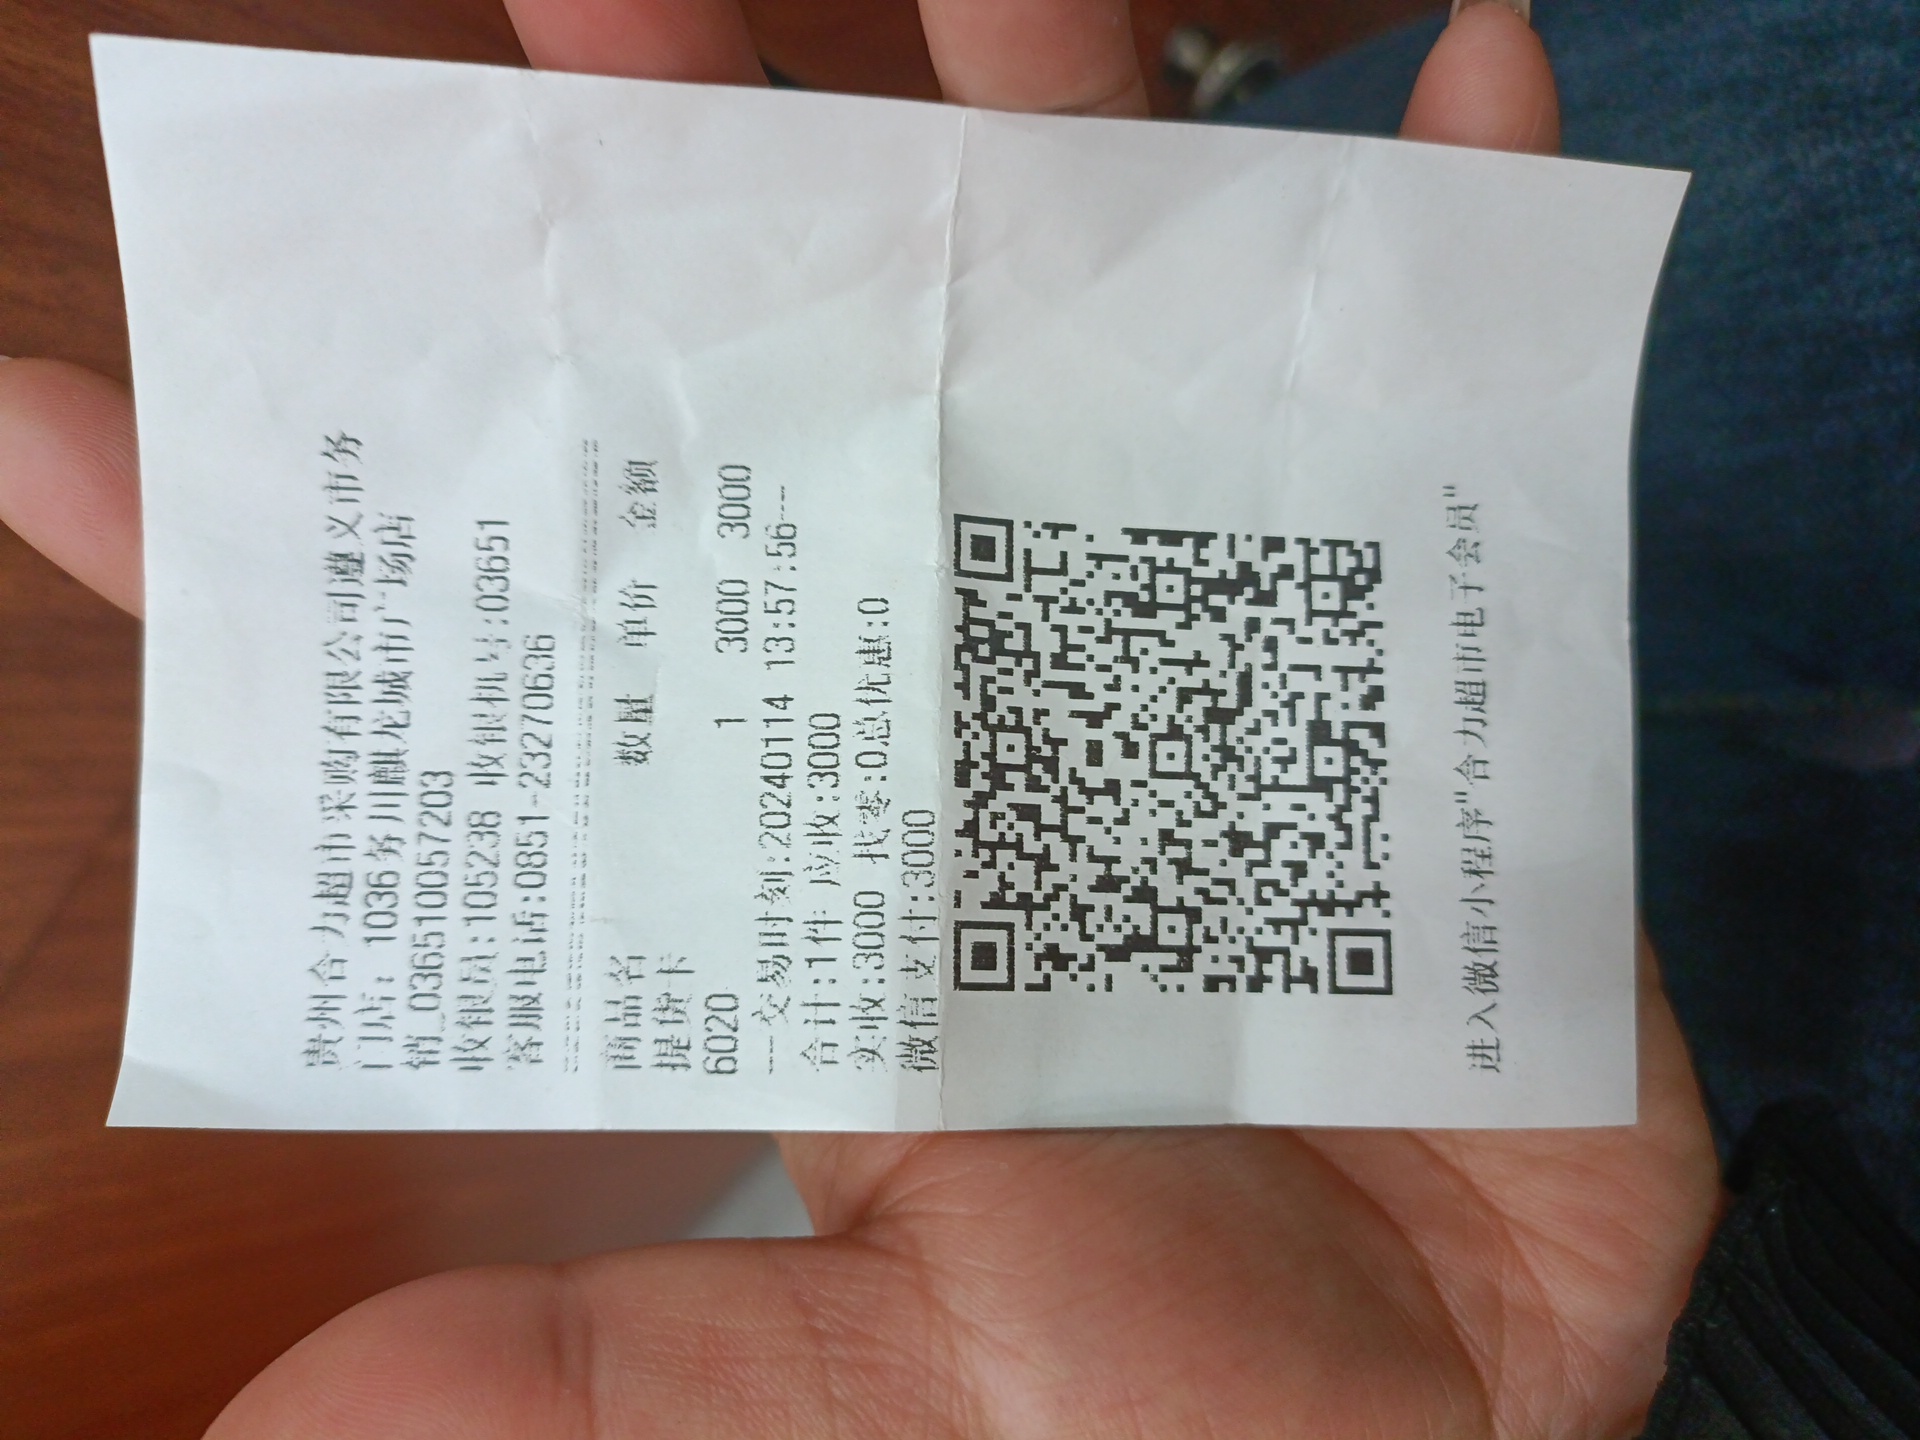 贵州合力超市采购有限公司遵义市务
门店: 1036务川麒龙城市广场店
销_036510057203
收银员:105238 收银机号:03651
客服电话:0851-23270636
商品名 数量 单价 金额
提货卡
6020 1 3000 3000
---交易时刻:20240114 13:57:56---
合计:1件 应收:3000
实收:3000 找零:0总优惠:0
微信支付:3000
进入微信小程序"合力超市电子会员"